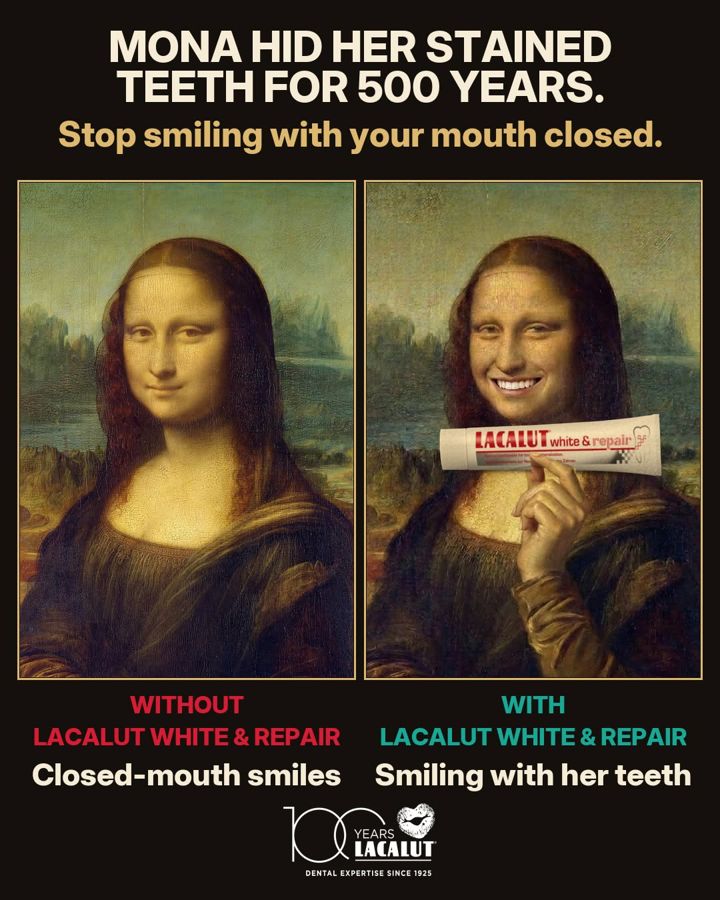 MONA HID HER STAINED
TEETH FOR 500 YEARS.
Stop smiling with your mouth closed.
LACALUT white & repair
WITHOUT
LACALUT WHITE & REPAIR
Closed-mouth smiles
WITH
LACALUT WHITE & REPAIR
Smiling with her teeth
100 YEARS
LACALUT
DENTAL EXPERTISE SINCE 1925